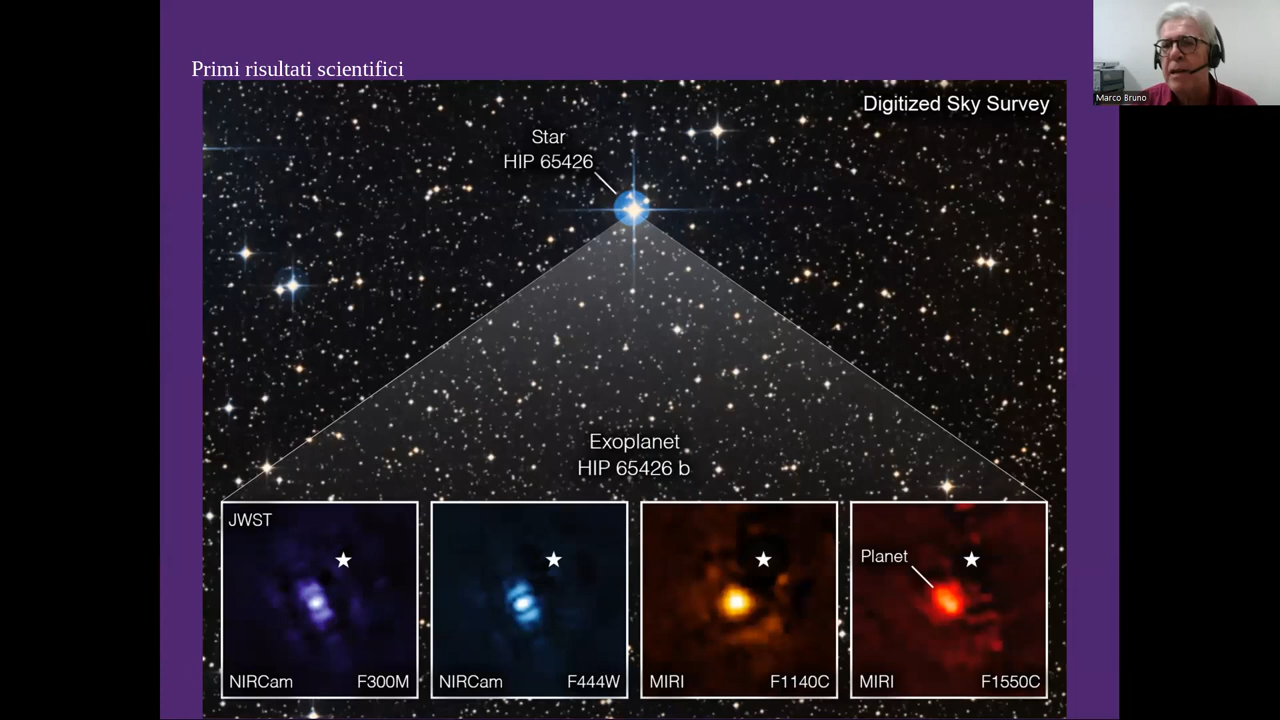 Primi risultati scientifici
Marco Bruno
Digitized Sky Survey
Star
HIP 65426
Exoplanet
HIP 65426 b
JWST
NIRCam
F300M
NIRCam
F444W
MIRI
F1140C
Planet
MIRI
F1550C